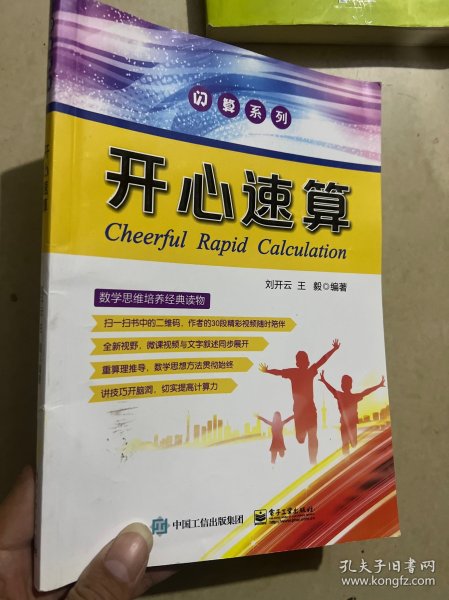 闪算系列
开心速算
Cheerful Rapid Calculation
刘开云 王 毅◎编著
数学思维培养经典读物
扫一扫书中的二维码，作者的30段精彩视频随时陪伴
全新视野，微课视频与文字叙述同步展开
重算理推导，数学思想方法贯彻始终
讲技巧开脑洞，切实提高计算力
中国工信出版集团
电子工业出版社
开心速算
孔夫子旧书网
www.kongfz.com